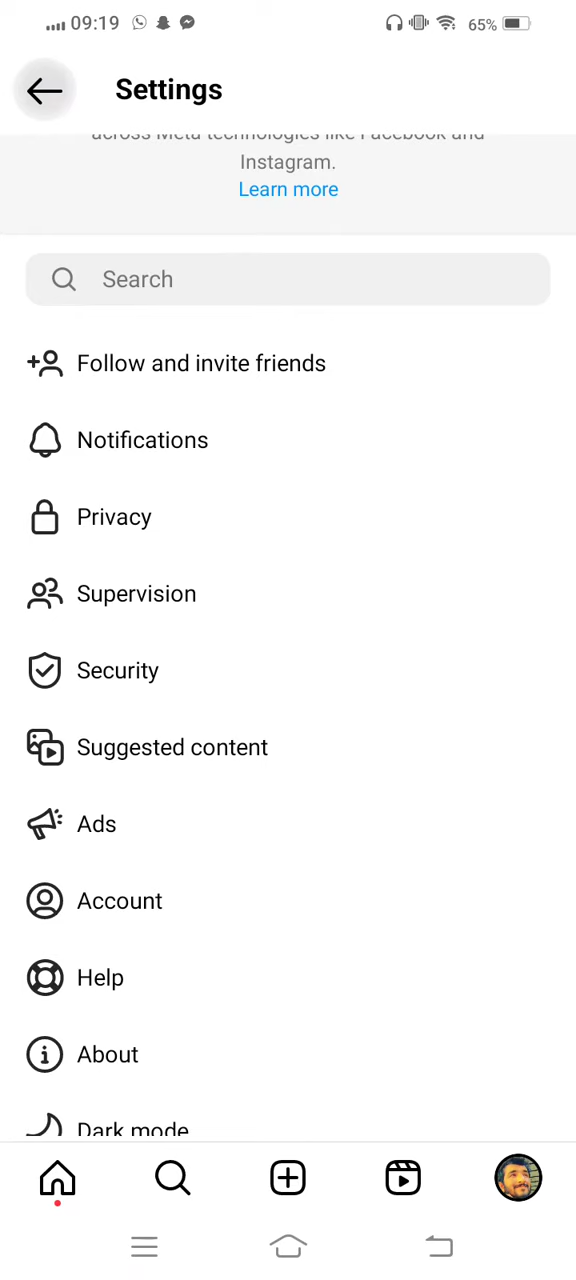 09:19
65%
Settings
across Meta technologies like Facebook and
Instagram.
Learn more
Search
Follow and invite friends
Notifications
Privacy
Supervision
Security
Suggested content
Ads
Account
Help
About
Dark mode